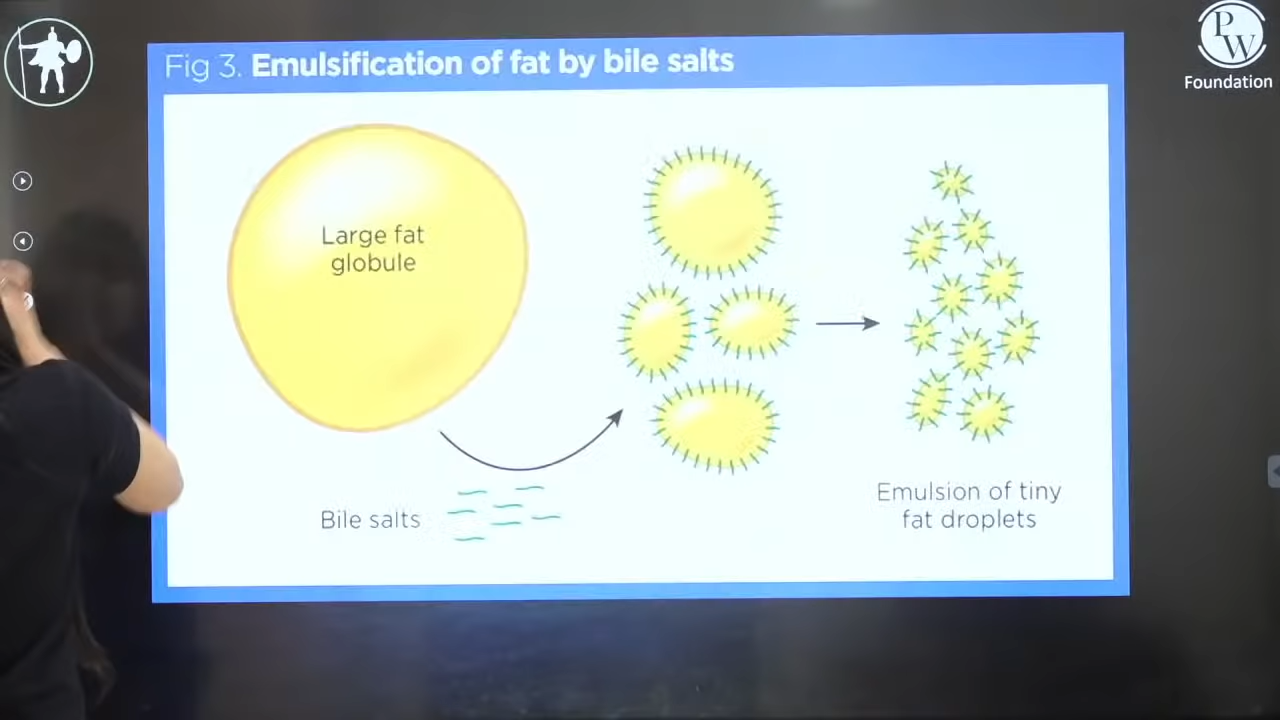 PW
Foundation
Fig 3. Emulsification of fat by bile salts
Large fat
globule
Bile salts
Emulsion of tiny
fat droplets